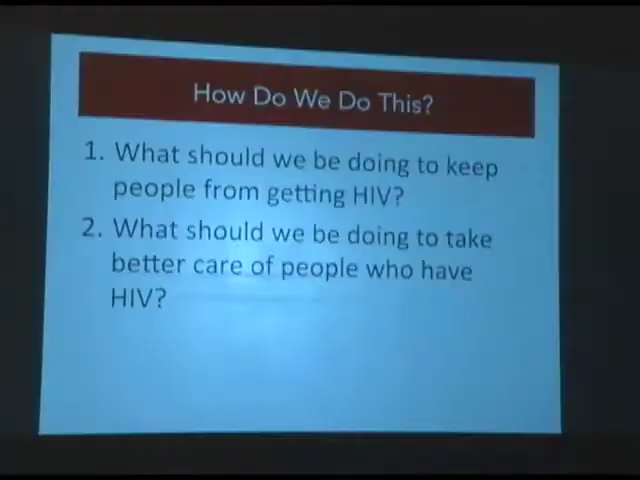 How Do We Do This?
1. What should we be doing to keep
people from getting HIV?
2. What should we be doing to take
better care of people who have
HIV?